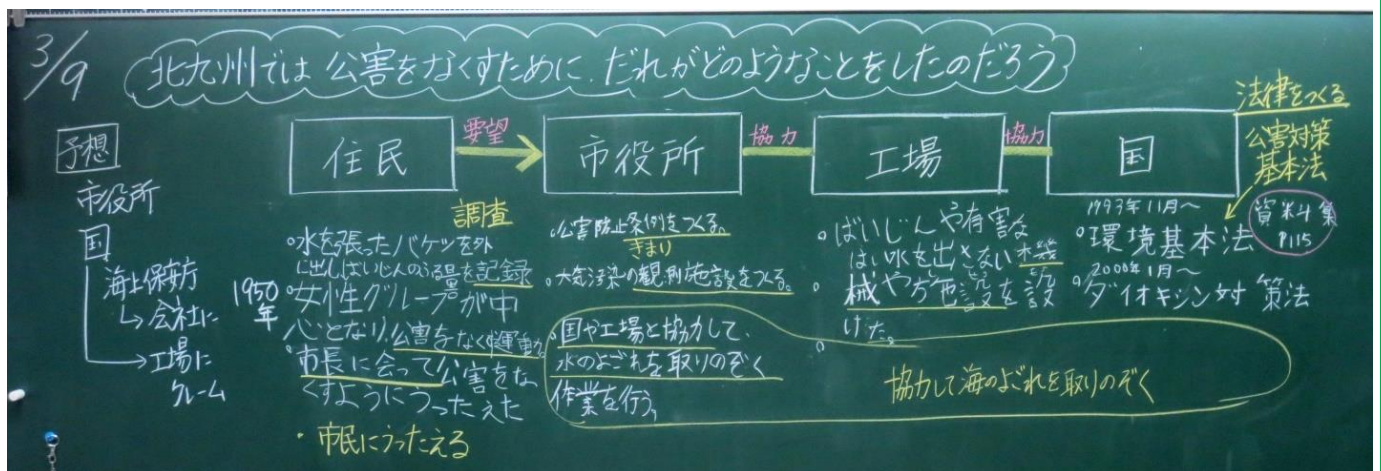 3/9
北九州では公害をなくすために、だれがどのようなことをしたのだろう
予想
市役所
国
海上保安庁
→会社に
→工場に
クレーム
住民
要望
調査
1950年
。水を張ったバケツを外
に出しばいじんのふる量を記録
。女性グループが中
心となり、公害をなくす運動。
。市長に会って公害をな
くすようにうったえた
・市民にうったえる
市役所
。公害防止条例をつくる。
きまり
。大気汚染の観測施設をつくる。
。国や工場と協力して、
水のよごれを取りのぞく
作業を行う。
協力
工場
。ばいじんや有害な
はい水を出さない機
械や施設を設
けた。
協力して海のよごれを取りのぞく
協力
国
法律をつくる
公害対策
基本法
資料集
P115
1993年11月〜
。環境基本法
2000年1月〜
。ダイオキシン対策法